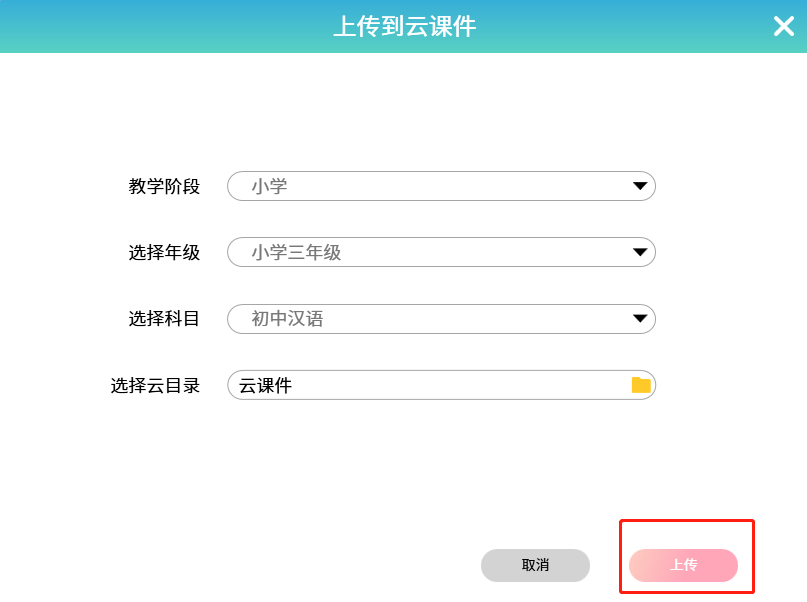 上传到云课件
教学阶段 小学
选择年级 小学三年级
选择科目 初中汉语
选择云目录 云课件
取消 上传